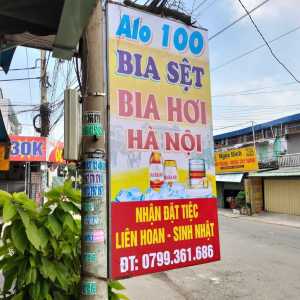 Alo 100
BIA SỆT
BIA HƠI
HÀ NỘI
NHẬN ĐẶT TIỆC
LIÊN HOAN - SINH NHẬT
ĐT: 0799.361.686
30K